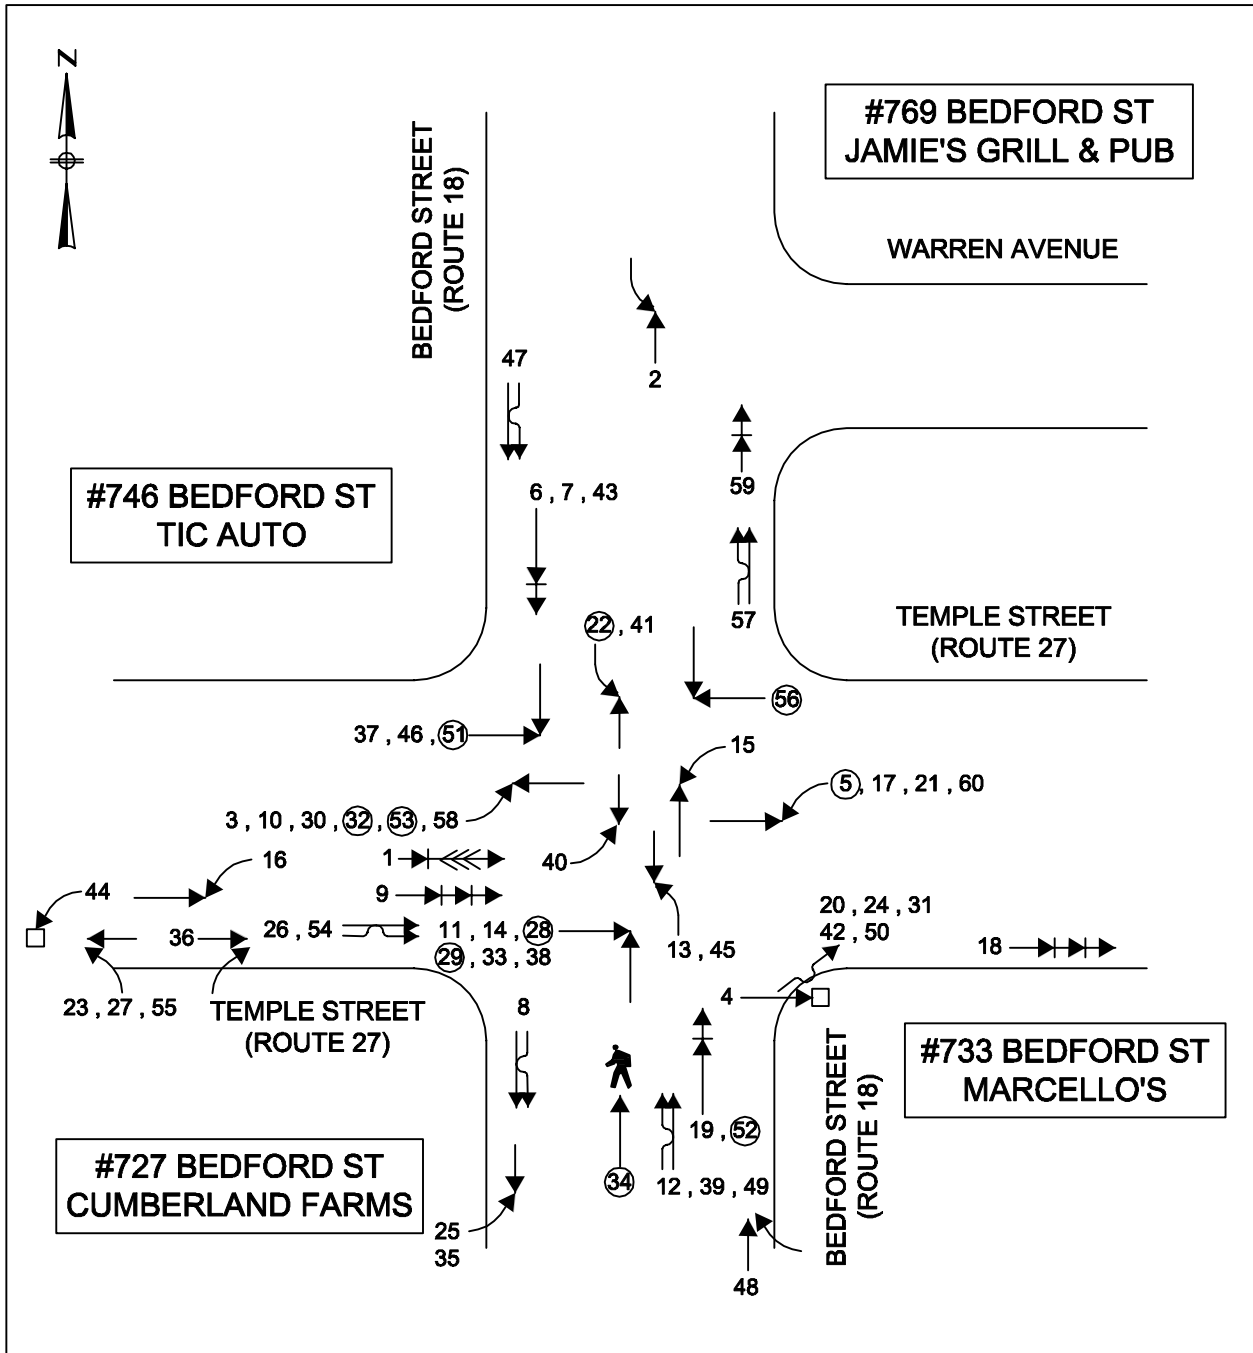 N
#769 BEDFORD ST
JAMIE'S GRILL & PUB
BEDFORD STREET
(ROUTE 18)
WARREN AVENUE
47
2
#746 BEDFORD ST
TIC AUTO
6 , 7 , 43
59
57
TEMPLE STREET
(ROUTE 27)
22 , 41
56
37 , 46 , 51
15
5 , 17 , 21 , 60
3 , 10 , 30 , 32 , 53 , 58
16
1
40
44
9
20 , 24 , 31
42 , 50
36
26 , 54
11 , 14 , 28
29 , 33 , 38
13 , 45
18
23 , 27 , 55
TEMPLE STREET
(ROUTE 27)
8
4
#733 BEDFORD ST
MARCELLO'S
BEDFORD STREET
(ROUTE 18)
19 , 52
#727 BEDFORD ST
CUMBERLAND FARMS
34
12 , 39 , 49
25
35
48